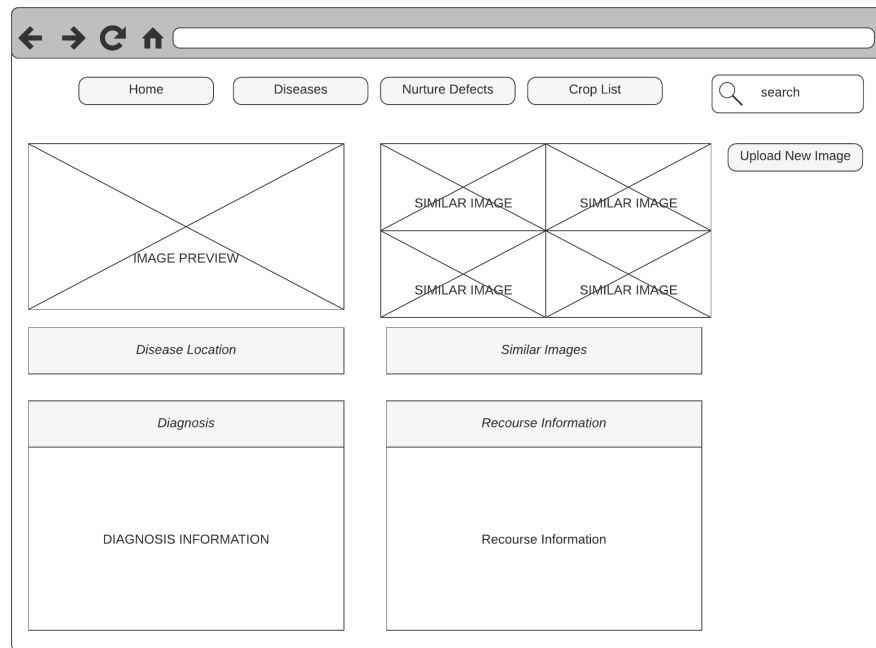 Home
Diseases
Nurture Defects
Crop List
search
Upload New Image
IMAGE PREVIEW
SIMILAR IMAGE
SIMILAR IMAGE
SIMILAR IMAGE
SIMILAR IMAGE
Disease Location
Similar Images
Diagnosis
Recourse Information
DIAGNOSIS INFORMATION
Recourse Information